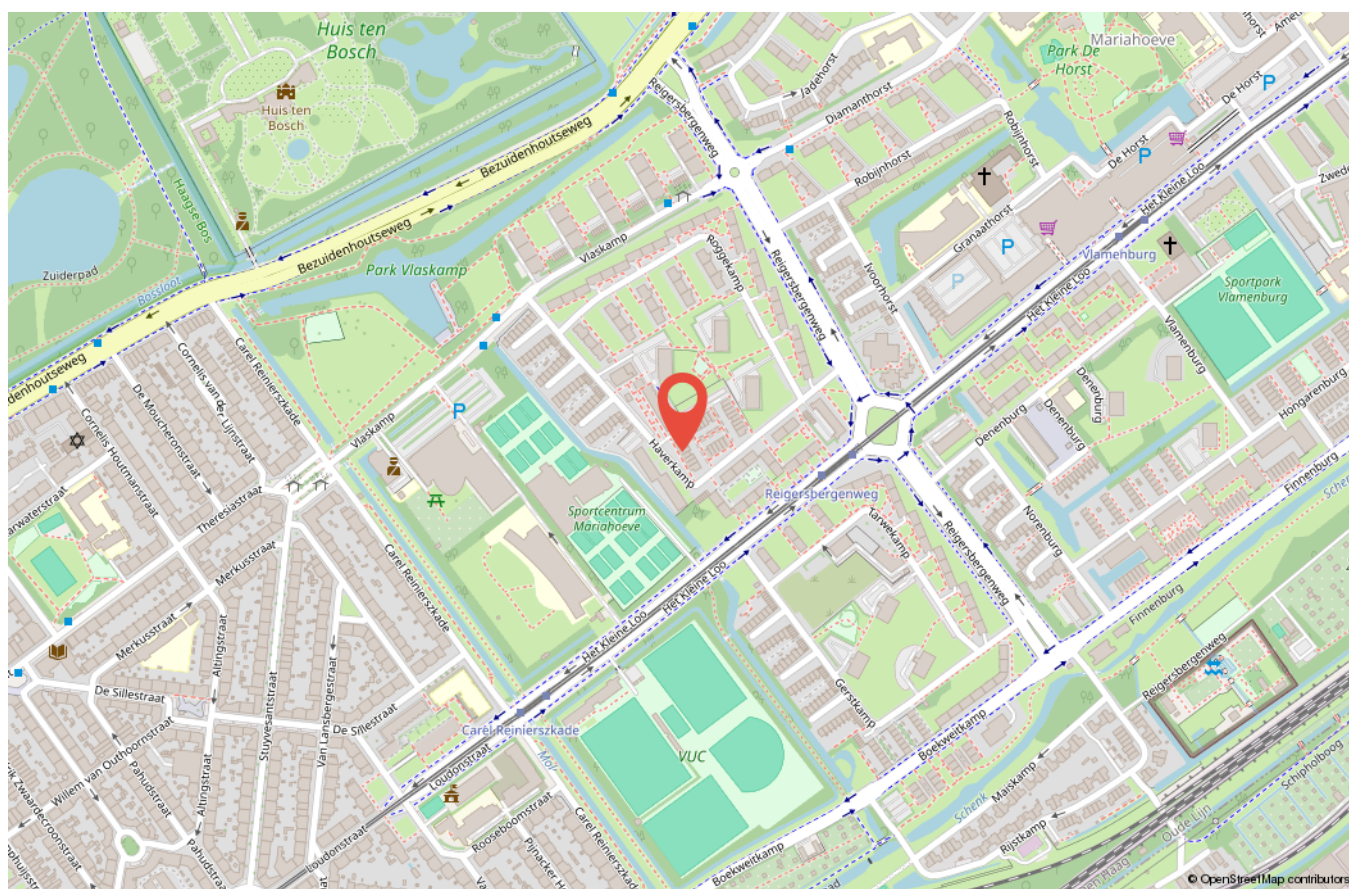 Huis ten
Bosch
Mariahoeve
Park De
Horst
De Horst
P
Jadehorst
Reigersbergenweg
Diamanthorst
Robijnhorst
Huis ten
Bosch
Bezuidenhoutseweg
De Horst
P
Robijnhorst
Het Kleine Loo
Haagse Bos
Granaathorst
Bezuidenhoutseweg
Vlaskamp
Roggekamp
P
Vlamenburg
Park Vlaskamp
Zuiderpad
Reigersbergenweg
Ivoorhorst
P
Sportpark
Vlamenburg
Bossloot
Het Kleine Loo
Vlamenburg
Cornelis van der Lijnstraat
Carel Reinierszkade
De Moucheronstraat
Denenburg
Hongarenburg
Vlaskamp
P
Denenburg
Denenburg
Cornelis Houtmanstraat
Haverkamp
Finnenburg
Reigersbergenweg
Theresiastraat
Sportcentrum
Mariahoeve
Tarwekamp
Norenburg
Merkusstraat
Carel Reinierszkade
Reigersbergenweg
Het Kleine Loo
Het Kleine Loo
Finnenburg
Merkusstraat
Altingstraat
Reigersbergenweg
De Sillestraat
Stuyvesantstraat
Van Lansbergestraat
De Sillestraat
Gerstkamp
Carel Reinierszkade
Boekweitkamp
Willem van Outhoornstraat
Loudonstraat
Mol
VUC
Marskamp
Schenk
Schipholboog
Pahudstraat
Altingstraat
Rooseboomstraat
Carel Reinierszkade
Oude Lijn
Loudonstraat
Rijstkamp
Pahudstraat
Boekweitkamp
© OpenStreetMap contributors